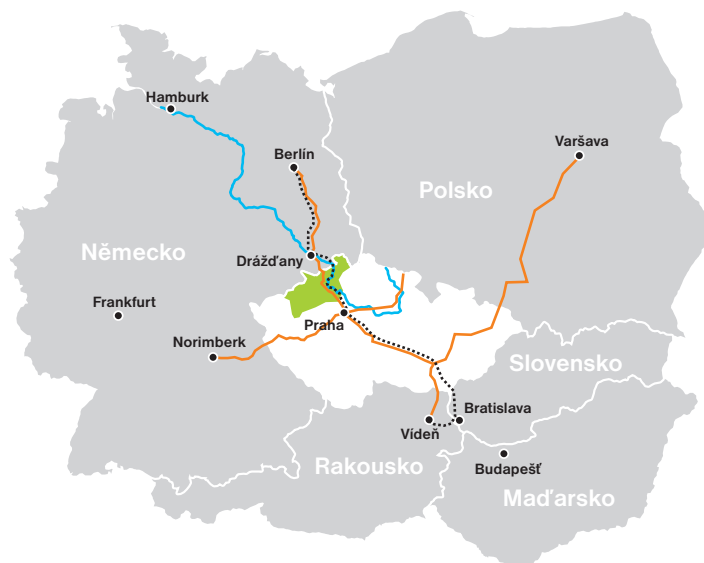 Hamburk
Varšava
Berlín
Polsko
Německo
Drážďany
Frankfurt
Praha
Norimberk
Slovensko
Bratislava
Vídeň
Rakousko
Budapešť
Maďarsko